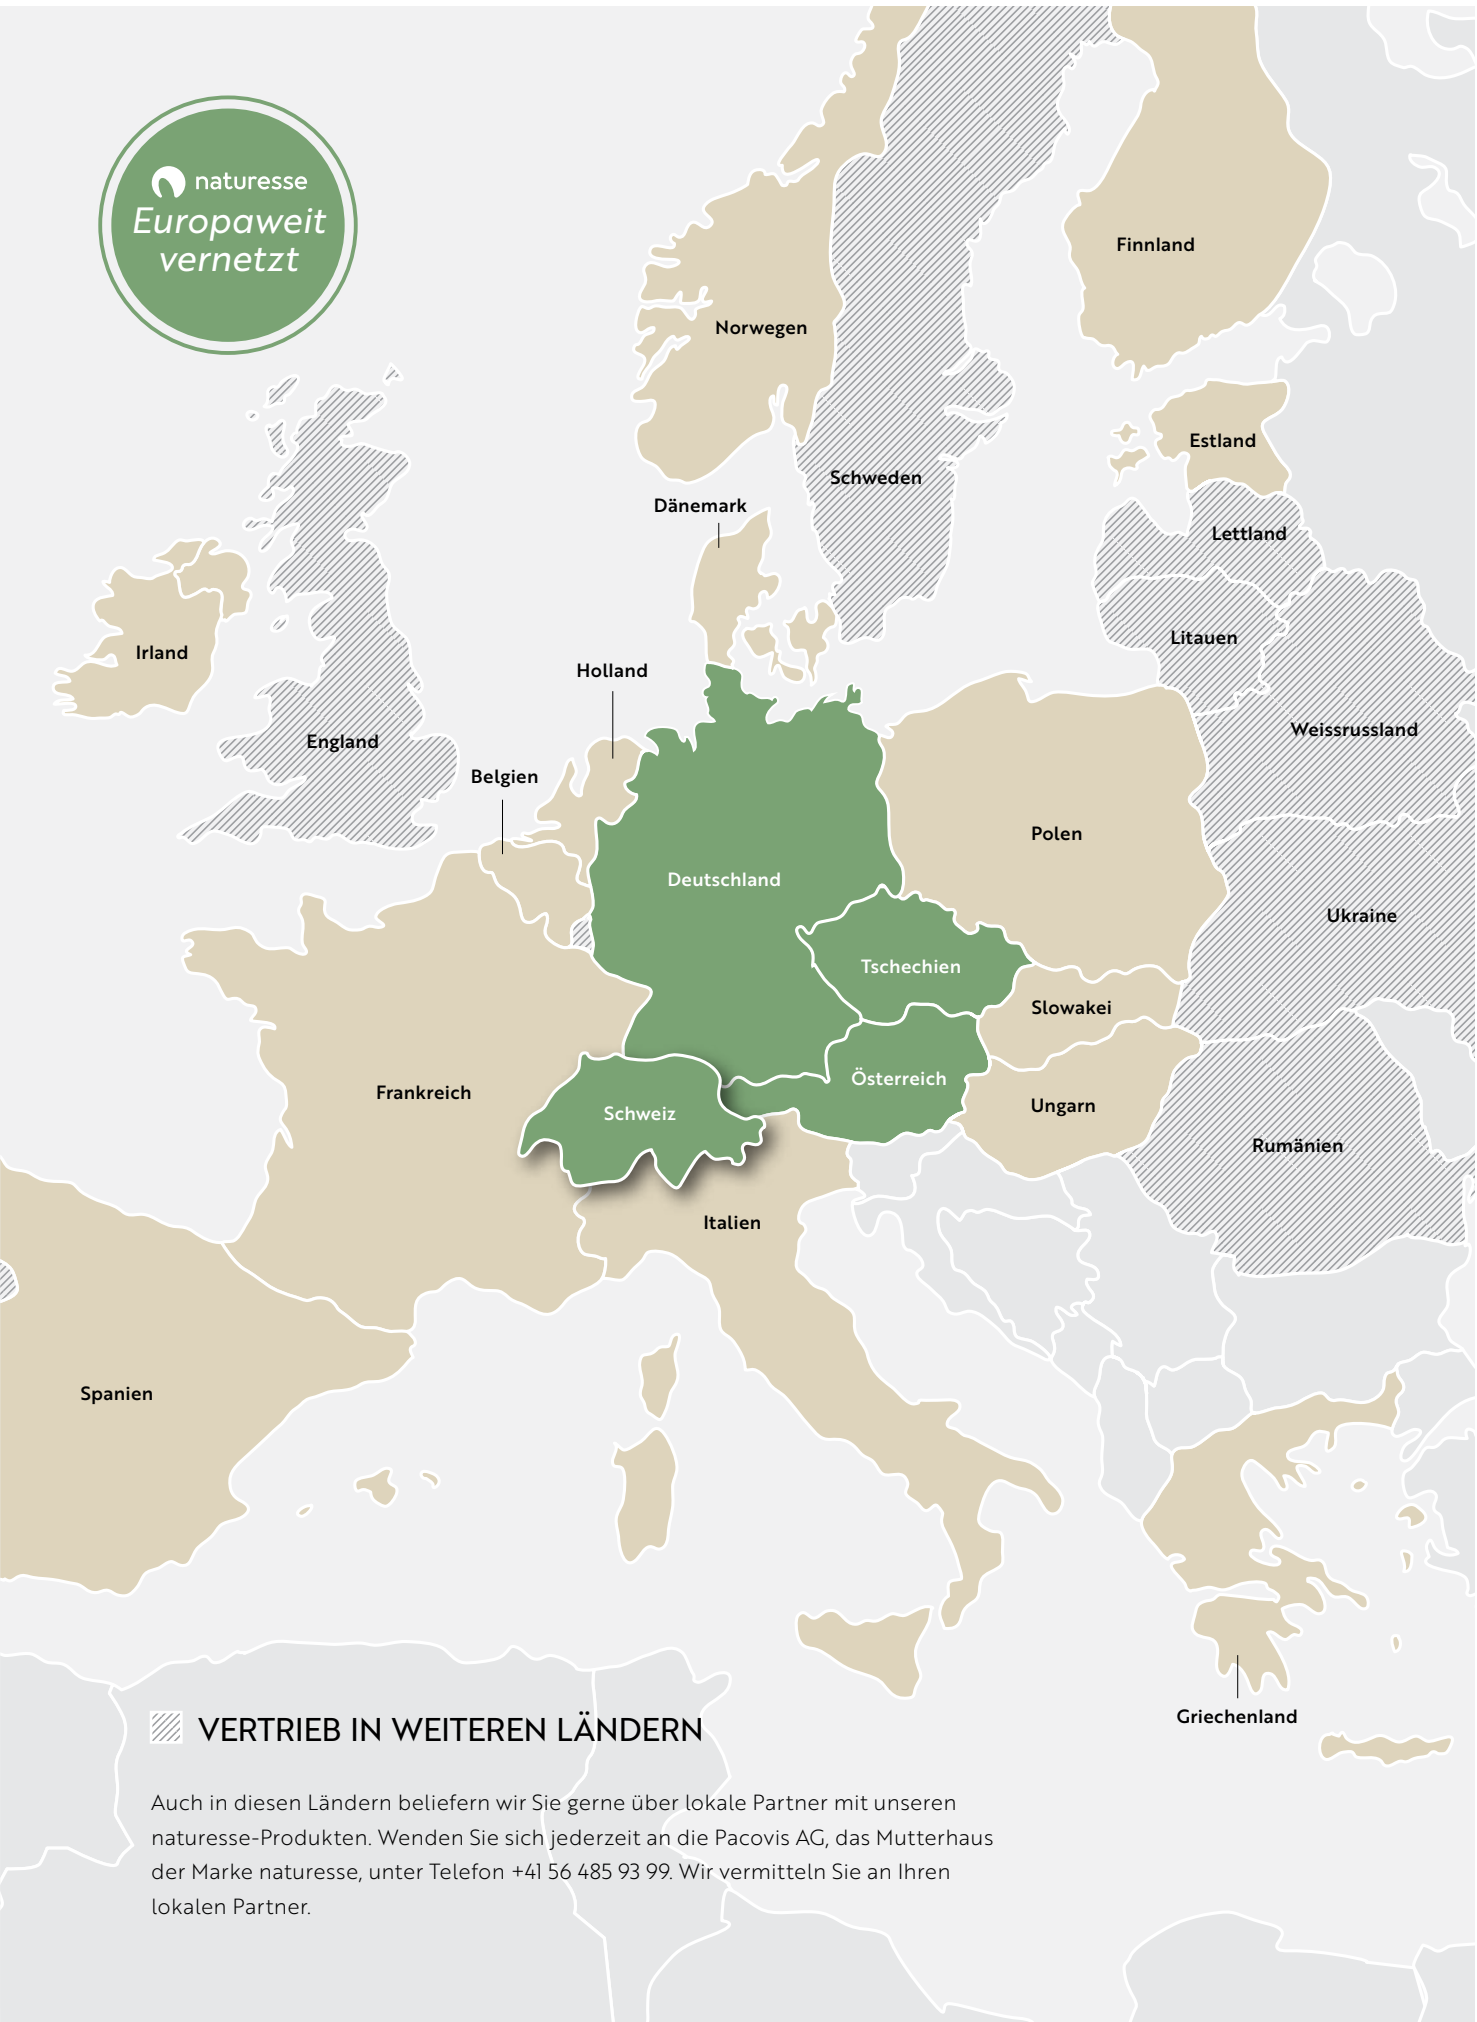 naturesse
Europaweit
vernetzt
Finnland
Norwegen
Estland
Schweden
Dänemark
Lettland
Litauen
Irland
Holland
Weissrussland
England
Belgien
Polen
Deutschland
Ukraine
Tschechien
Slowakei
Österreich
Frankreich
Ungarn
Schweiz
Rumänien
Italien
Spanien
Griechenland
VERTRIEB IN WEITEREN LÄNDERN
Auch in diesen Ländern beliefern wir Sie gerne über lokale Partner mit unseren
naturesse-Produkten. Wenden Sie sich jederzeit an die Pacovis AG, das Mutterhaus
der Marke naturesse, unter Telefon +41 56 485 93 99. Wir vermitteln Sie an Ihren
lokalen Partner.